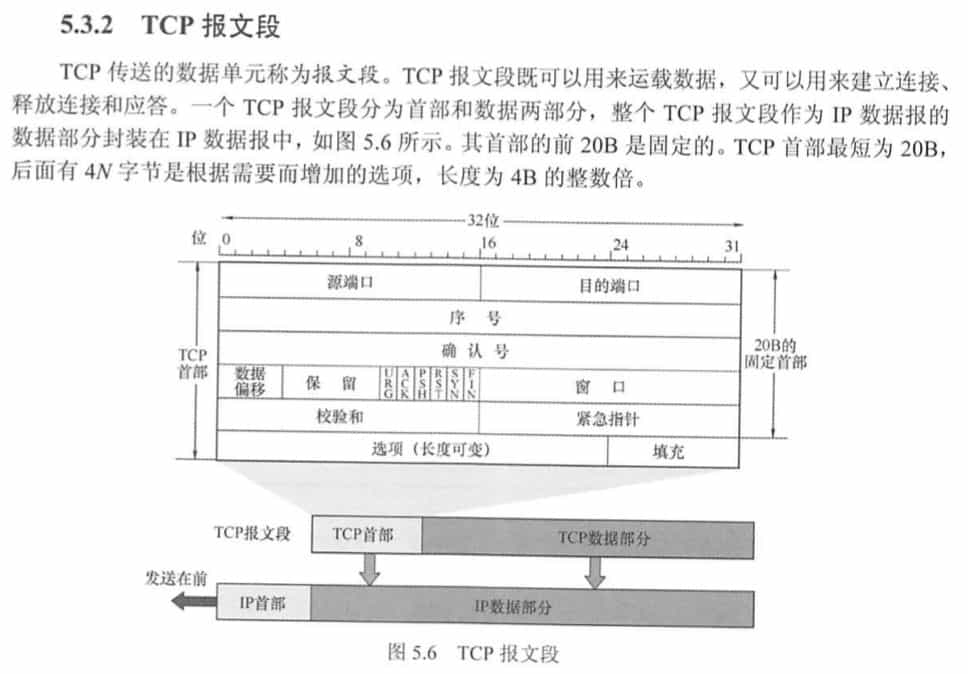 5.3.2 TCP 报文段
TCP 传送的数据单元称为报文段。TCP 报文段既可以用来运载数据，又可以用来建立连接、
释放连接和应答。一个 TCP 报文段分为首部和数据两部分，整个 TCP 报文段作为 IP 数据报的
数据部分封装在 IP 数据报中，如图 5.6 所示。其首部的前 20B 是固定的。TCP 首部最短为 20B，
后面有 4N 字节是根据需要而增加的选项，长度为 4B 的整数倍。
32位
位 0 8 16 24 31
源端口 目的端口
序 号
确 认 号
TCP
首部
20B的
固定首部
数据
偏移
保 留
URG
ACK
PSH
RST
SYN
FIN
窗 口
校验和 紧急指针
选项（长度可变） 填充
TCP报文段 TCP首部 TCP数据部分
发送在前
IP首部 IP数据部分
图 5.6 TCP 报文段